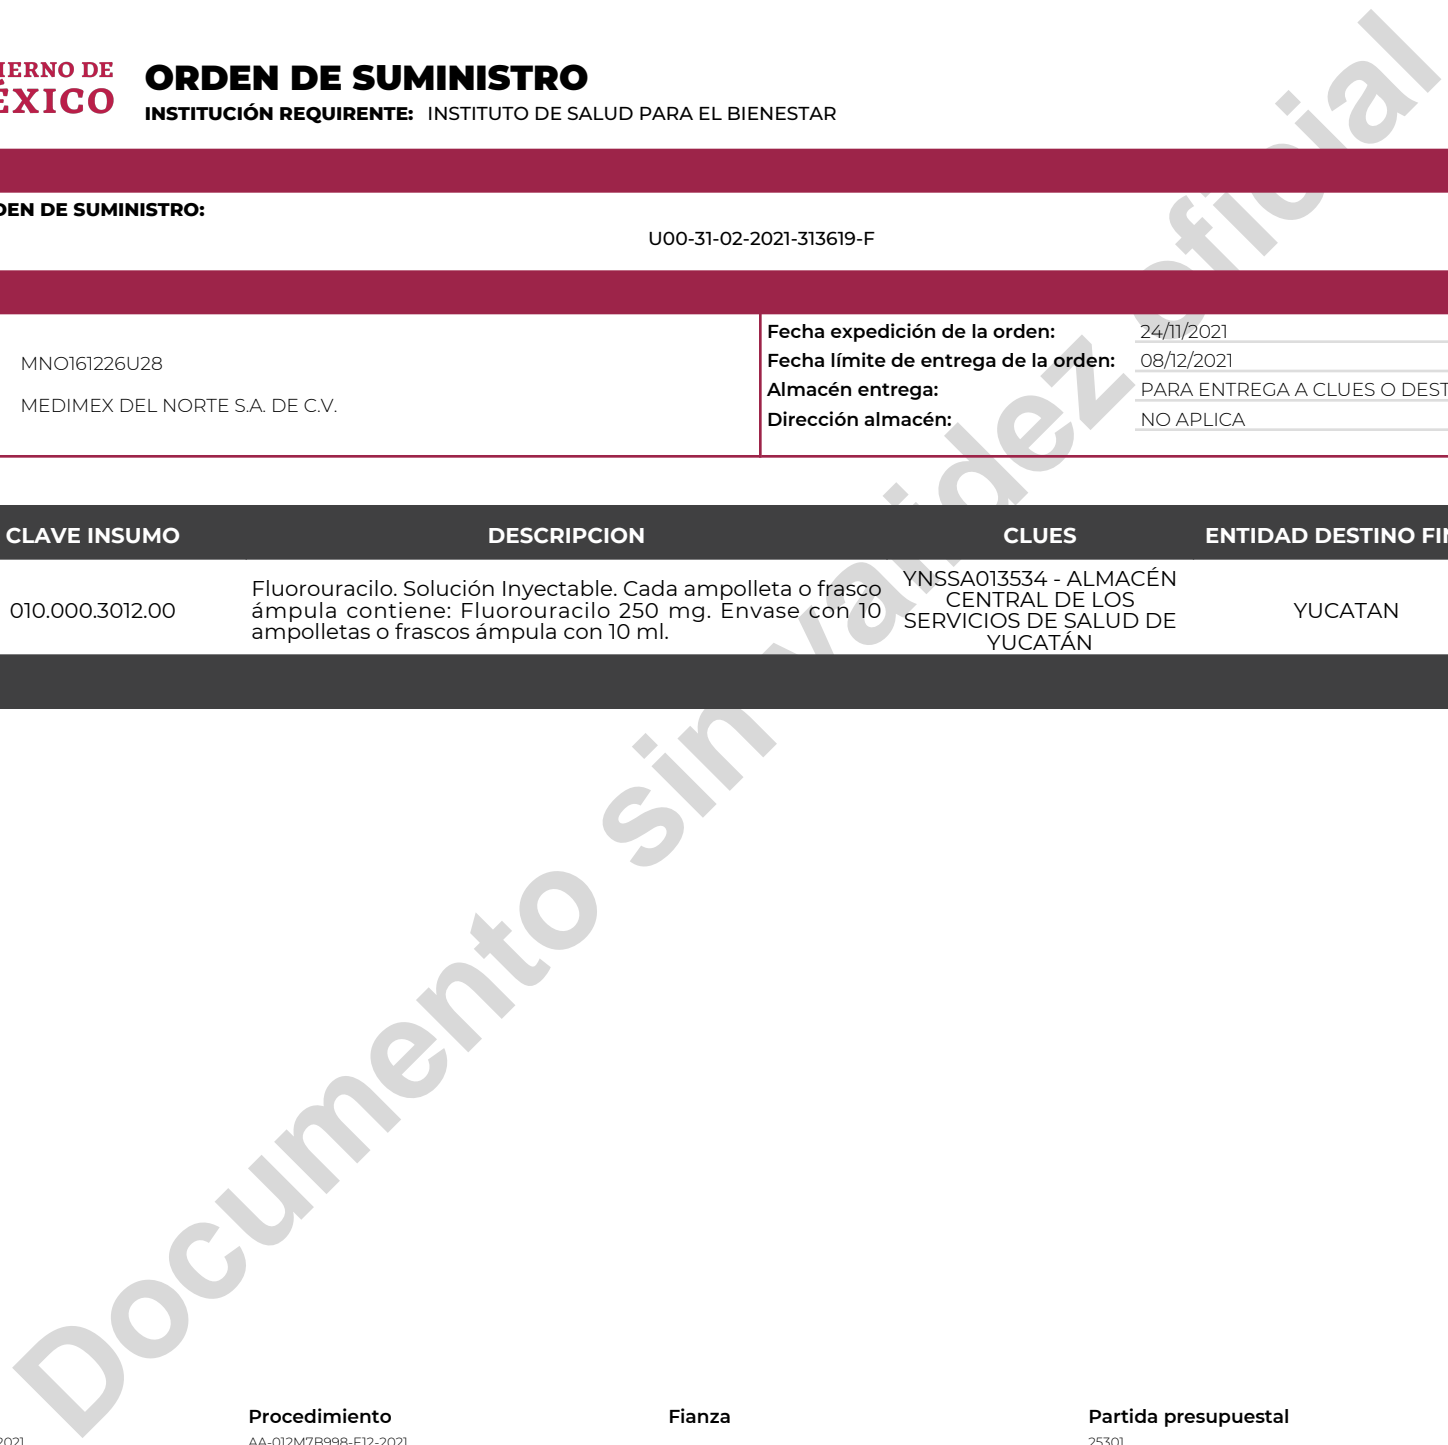 ORDEN DE SUMINISTRO
INSTITUCIÓN REQUIRENTE: INSTITUTO DE SALUD PARA EL BIENESTAR
DE
DE SUMINISTRO:
U00-31-02-2021-313619-F
MNO161226U28
MEDIMEX DEL NORTE S.A. DE C.V.
Fecha expedición de la orden: 24/11/2021
Fecha límite de entrega de la orden: 08/12/2021
Almacén entrega: PARA ENTREGA A CLUES O
Dirección almacén: NO APLICA
CLAVE INSUMO DESCRIPCION CLUES ENTIDAD DESTINO
010.000.3012.00
Fluorouracilo. Solución Inyectable. Cada ampolleta o frasco
ámpula contiene: Fluorouracilo 250 mg. Envase con 10
ampolletas o frascos ámpula con 10 ml.
YNSSA013534 - ALMACÉN
CENTRAL DE LOS
SERVICIOS DE SALUD DE
YUCATÁN
YUCATAN
Documento sin validez oficial
Procedimiento Fianza Partida presupuestal
AA-012M7B998-E12-2021 25301